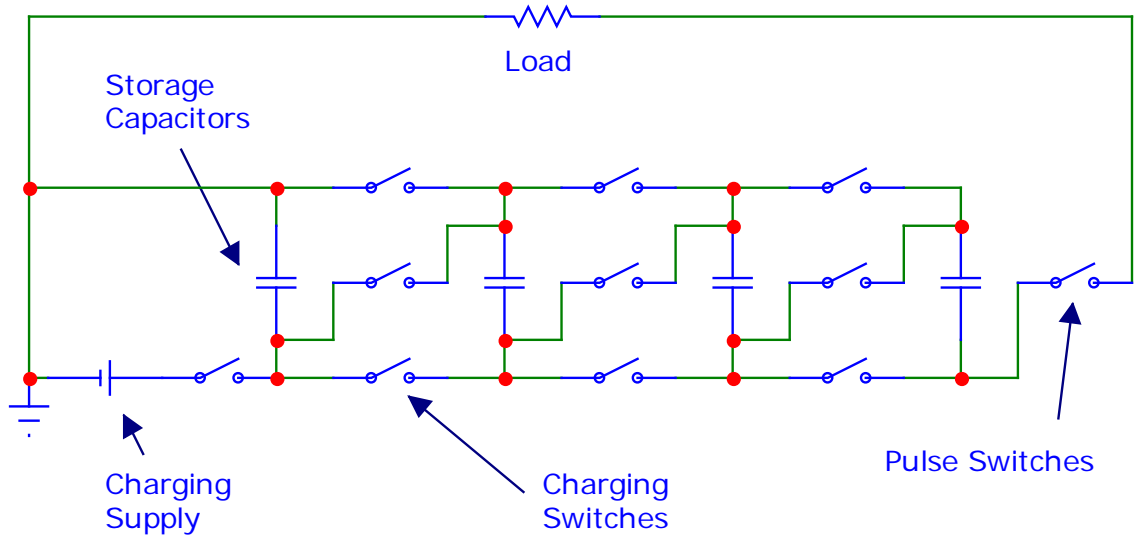 Load
Storage
Capacitors
Pulse Switches
Charging
Supply
Charging
Switches